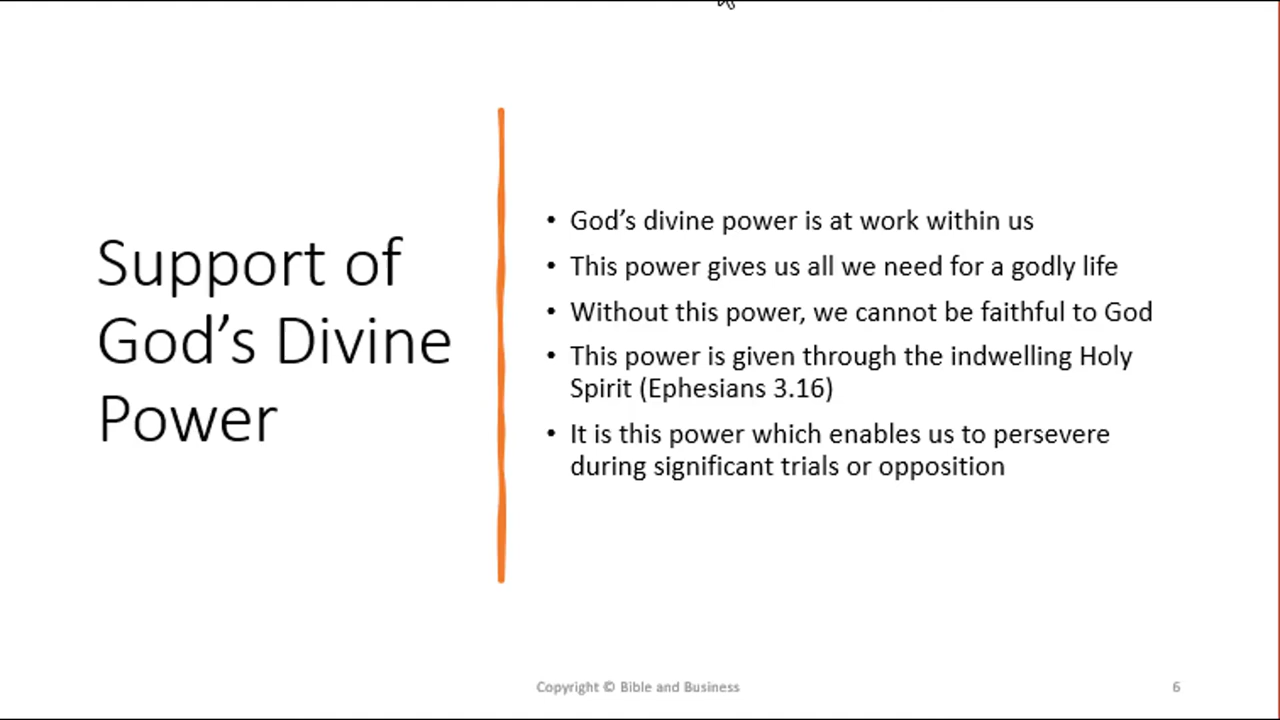 Support of
God’s Divine
Power
• God’s divine power is at work within us
• This power gives us all we need for a godly life
• Without this power, we cannot be faithful to God
• This power is given through the indwelling Holy
Spirit (Ephesians 3.16)
• It is this power which enables us to persevere
during significant trials or opposition
Copyright © Bible and Business
6